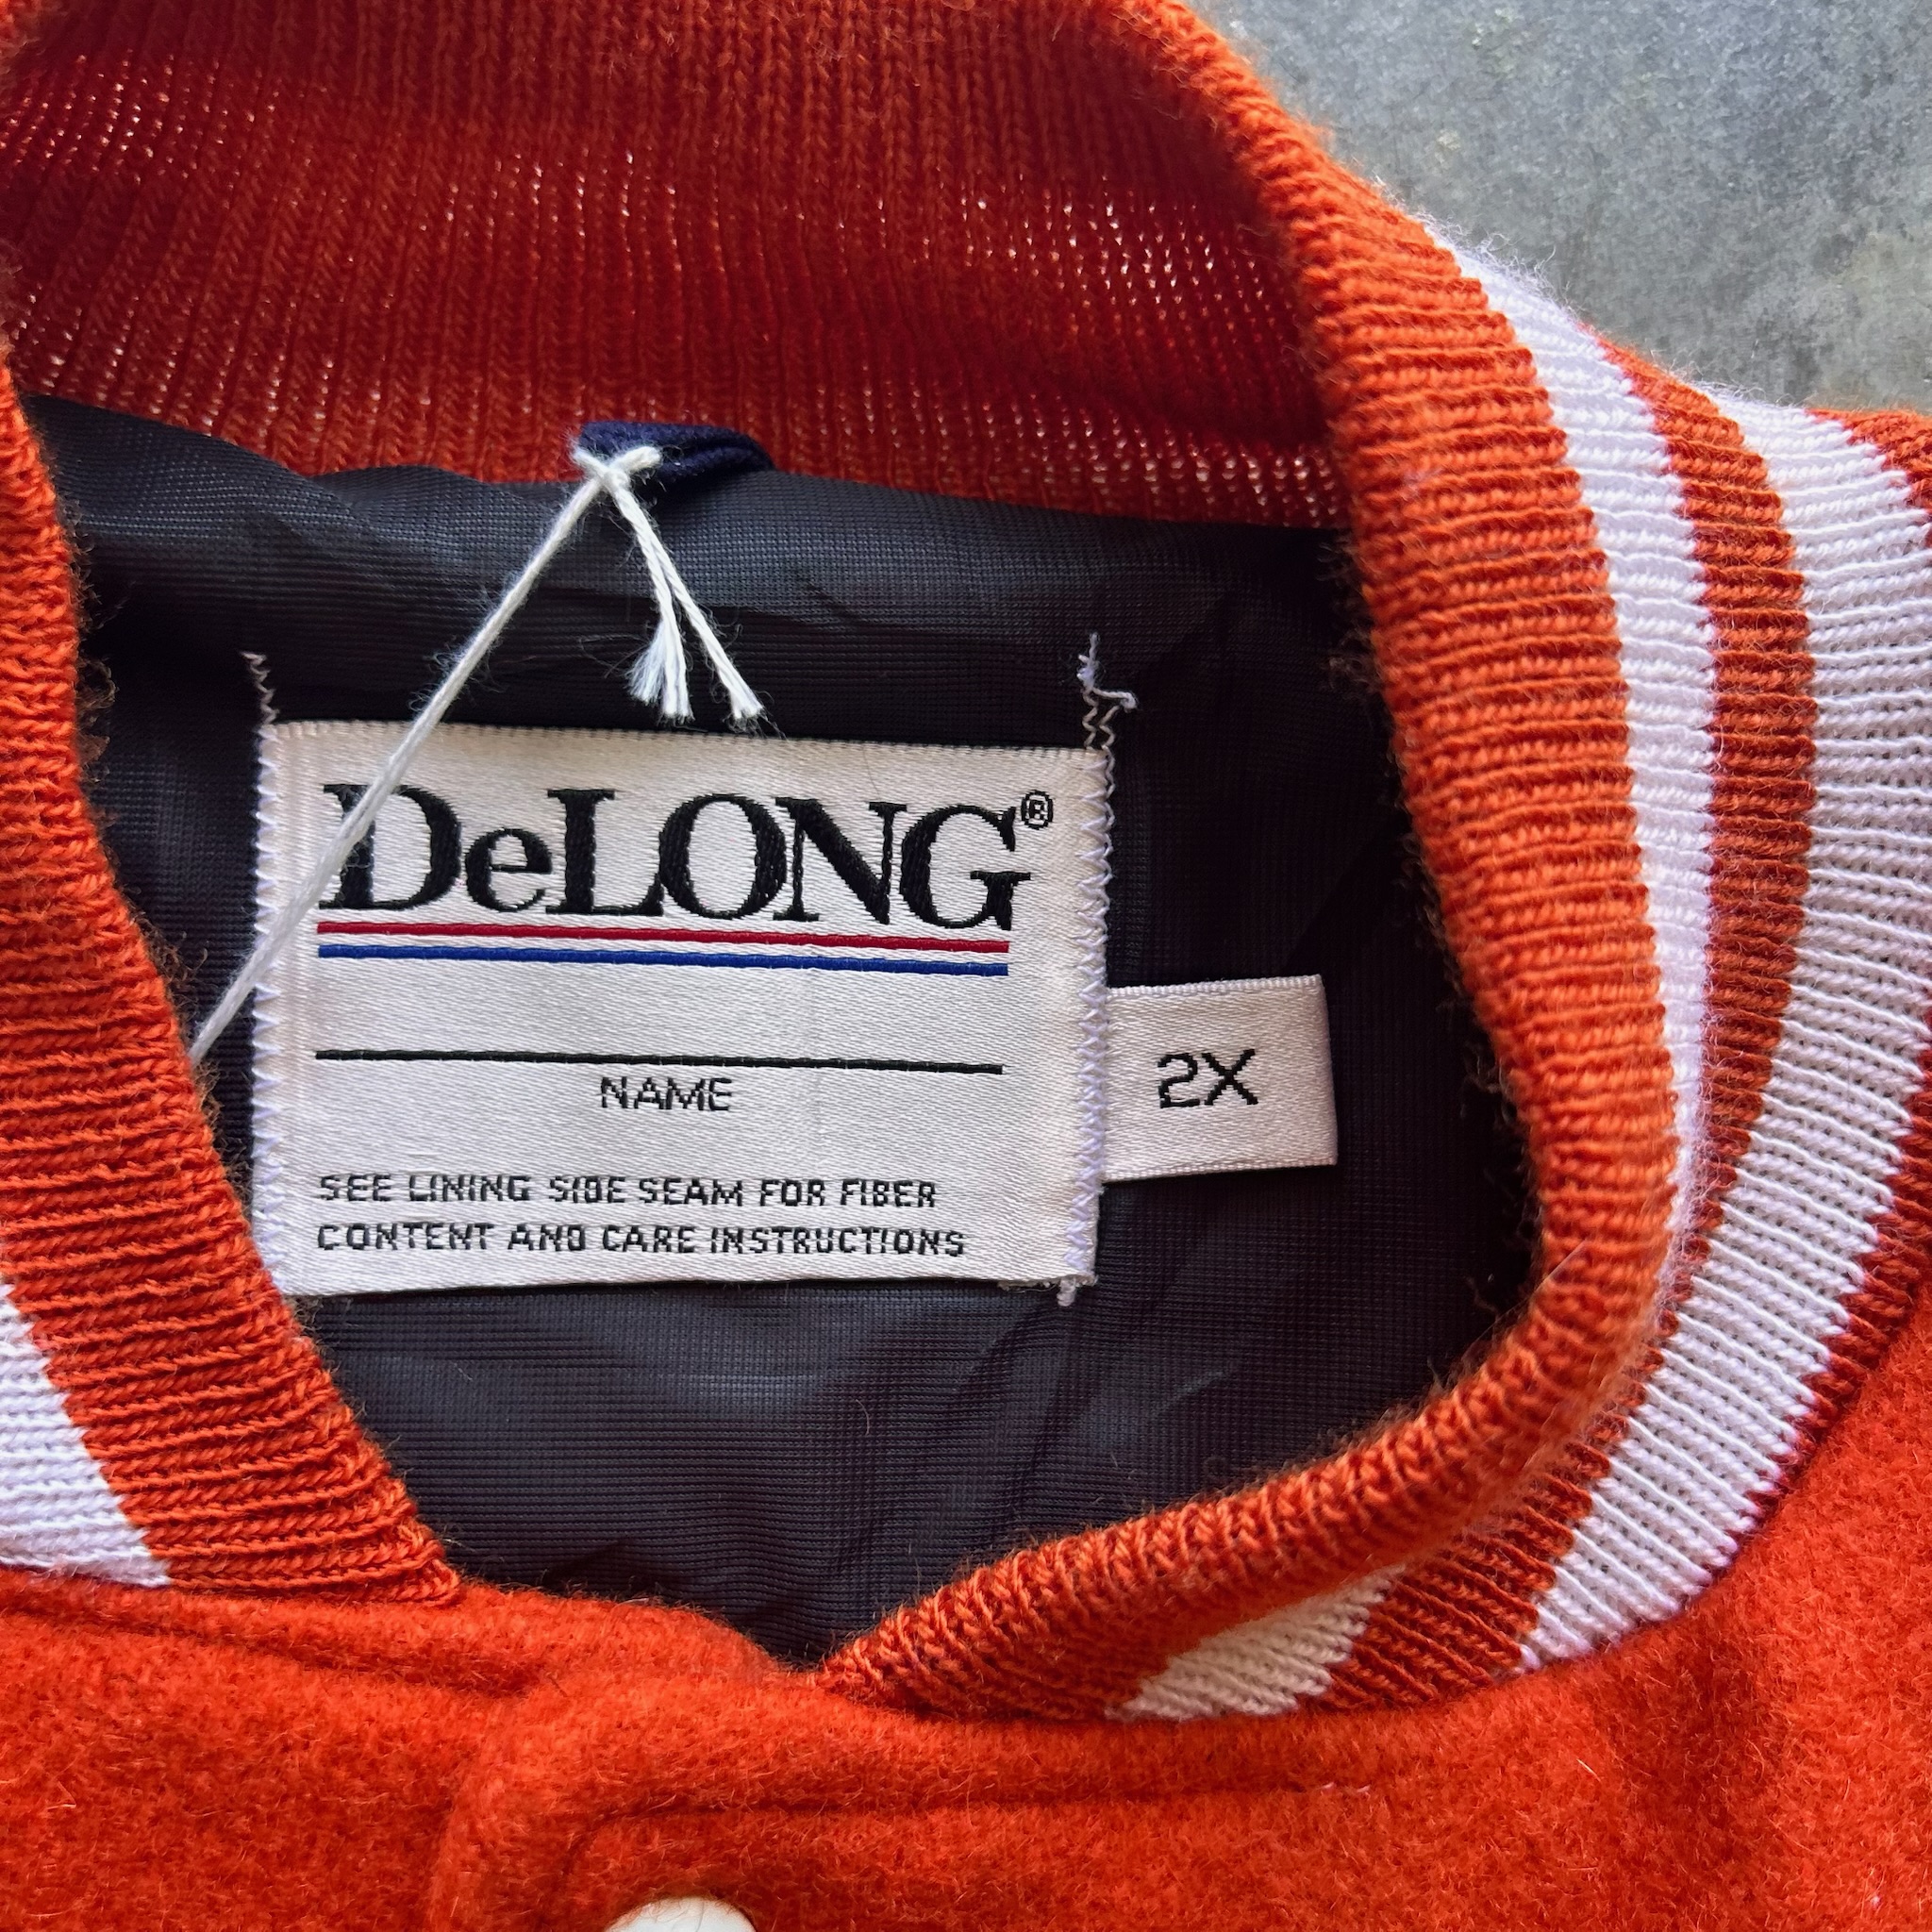 DeLONG®
NAME
2X
SEE LINING SIDE SEAM FOR FIBER
CONTENT AND CARE INSTRUCTIONS